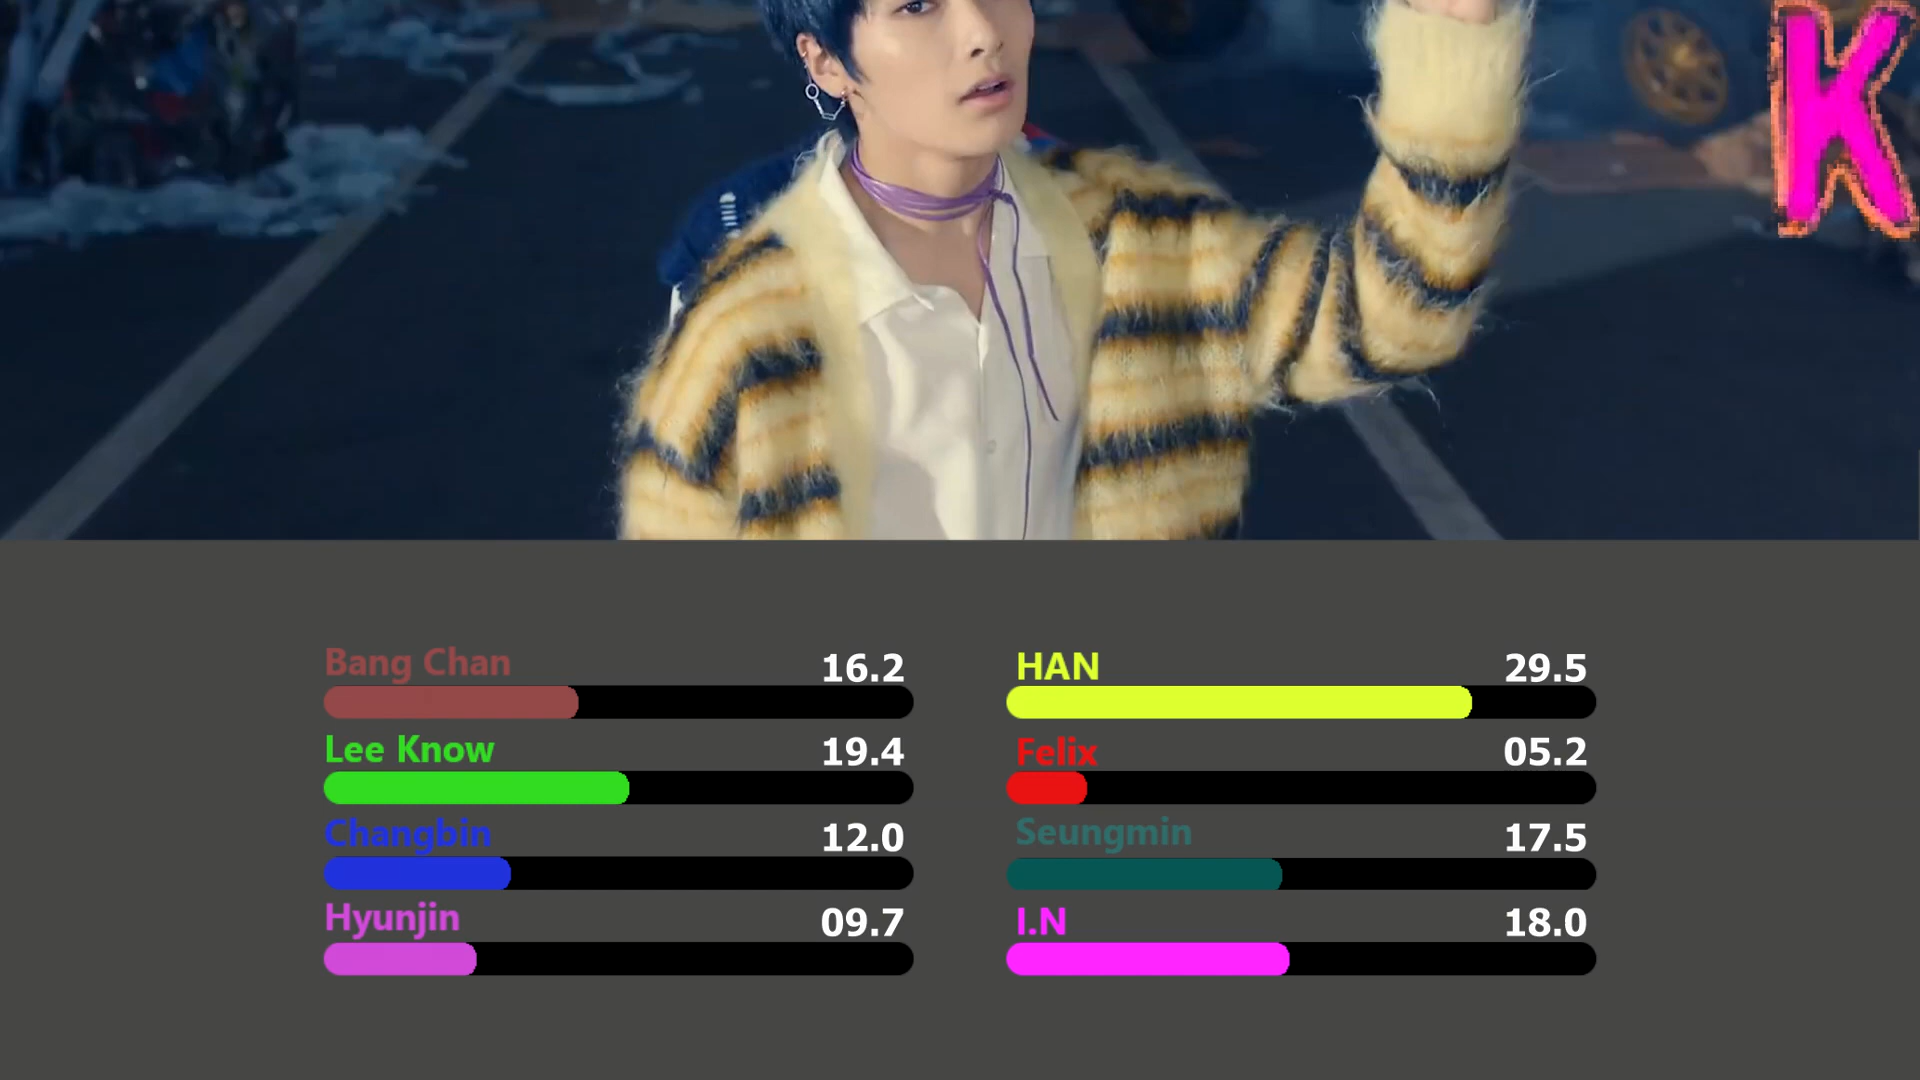 K
Bang Chan 16.2
HAN 29.5
Lee Know 19.4
Felix 05.2
Changbin 12.0
Seungmin 17.5
Hyunjin 09.7
I.N 18.0